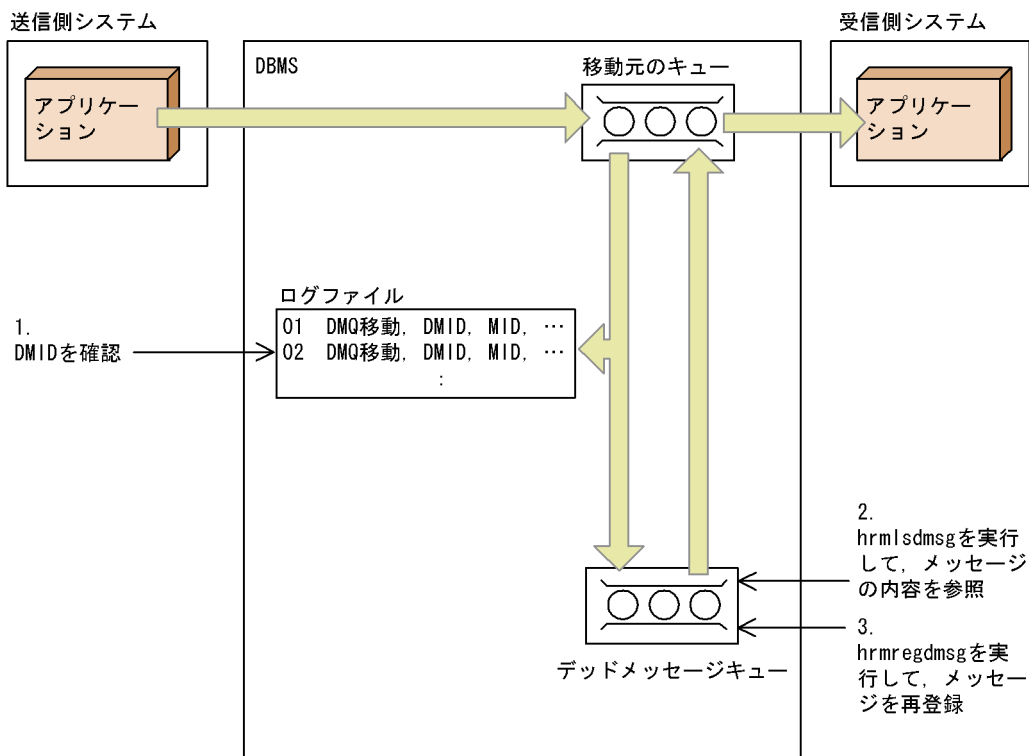 送信側システム
受信側システム
DBMS
移動元のキュー
アプリケー
ション
アプリケー
ション
ログファイル
01 DMQ移動, DMID, MID, …
02 DMQ移動, DMID, MID, …
:
1.
DMIDを確認
2.
hrmlsdmsgを実行
して，メッセージ
の内容を参照
3.
hrmregdmsgを実
行して，メッセー
ジを再登録
デッドメッセージキュー